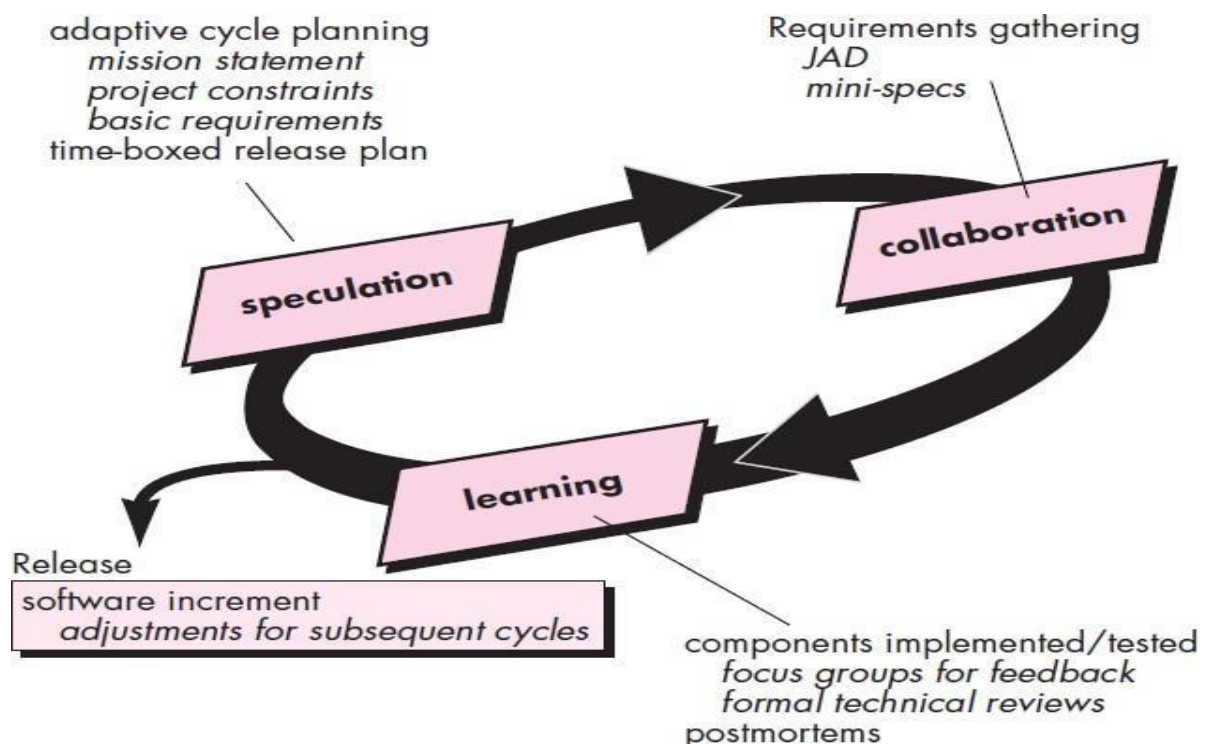 adaptive cycle planning
mission statement
project constraints
basic requirements
time-boxed release plan
Requirements gathering
JAD
mini-specs
speculation
collaboration
learning
Release
software increment
adjustments for subsequent cycles
components implemented/tested
focus groups for feedback
formal technical reviews
postmortems